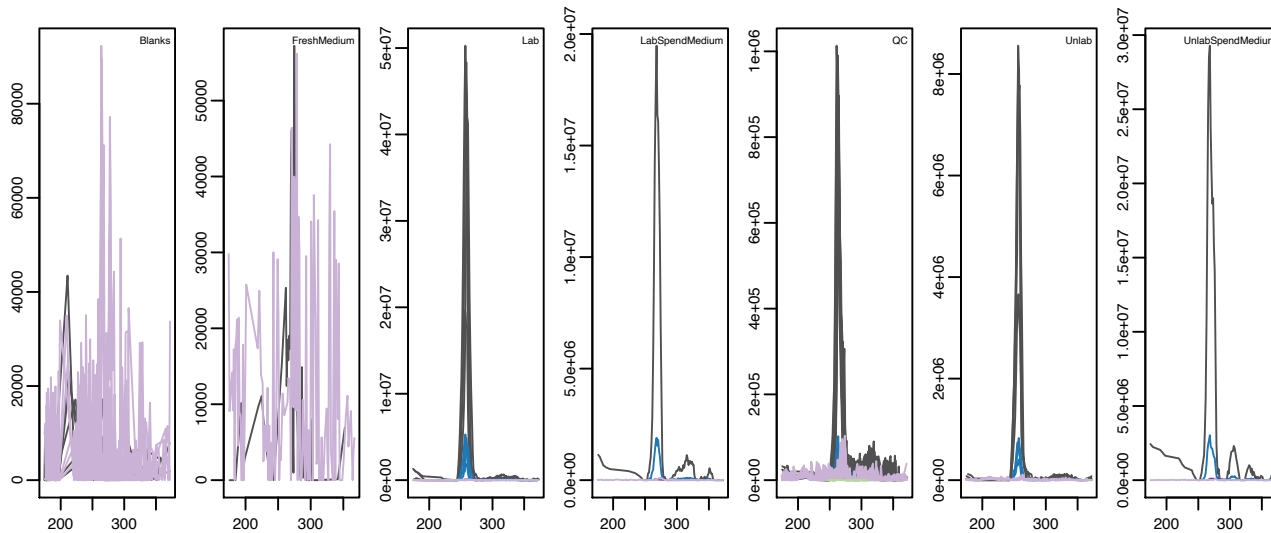 Blanks
0
20000
40000
60000
80000
200
300
FreshMedium
0
10000
20000
30000
40000
50000
200
300
Lab
0e+00
1e+07
2e+07
3e+07
4e+07
5e+07
200
300
LabSpendMedium
0.0e+00
5.0e+06
1.0e+07
1.5e+07
2.0e+07
200
300
QC
0e+00
2e+05
4e+05
6e+05
8e+05
1e+06
200
300
Unlab
0e+00
2e+06
4e+06
6e+06
8e+06
200
300
UnlabSpendMedium
0.0e+00
5.0e+06
1.0e+07
1.5e+07
2.0e+07
2.5e+07
3.0e+07
200
300